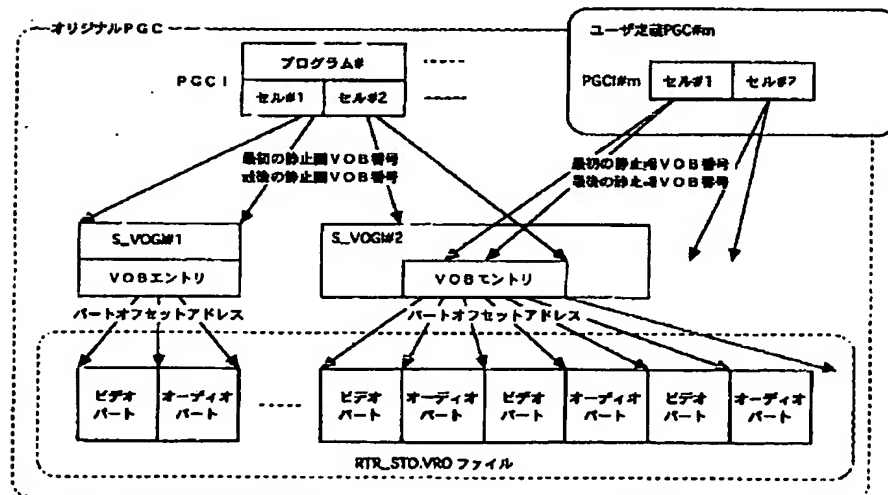 オリジナルPGC
ユーザ定義PGC#m
プログラム#
PGCI
セル#1
セル#2
PGCI#m
セル#1
セル#2
最初の静止画VOB番号
最後の静止画VOB番号
最初の静止画VOB番号
最後の静止画VOB番号
S_VOGI#1
S_VOGI#2
VOBエントリ
VOBエントリ
パートオフセットアドレス
パートオフセットアドレス
ビデオ
パート
オーディオ
パート
ビデオ
パート
オーディオ
パート
ビデオ
パート
オーディオ
パート
ビデオ
パート
オーディオ
パート
RTR_STO.VROファイル